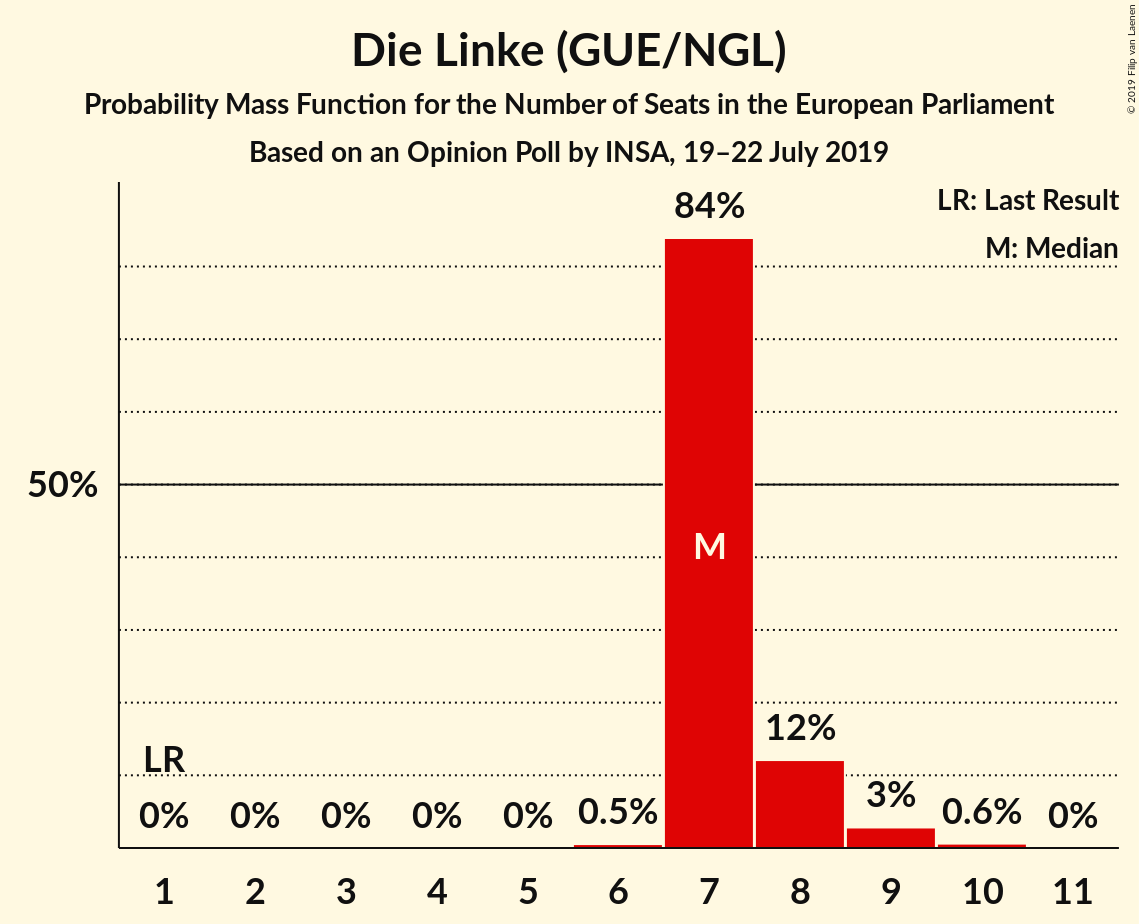 Die Linke (GUE/NGL)
Probability Mass Function for the Number of Seats in the European Parliament
Based on an Opinion Poll by INSA, 19–22 July 2019
© 2019 Filip van Laenen
LR: Last Result
M: Median
84%
50%
M
LR
12%
0% 0% 0% 0% 0% 0.5% 3% 0.6% 0%
1 2 3 4 5 6 7 8 9 10 11